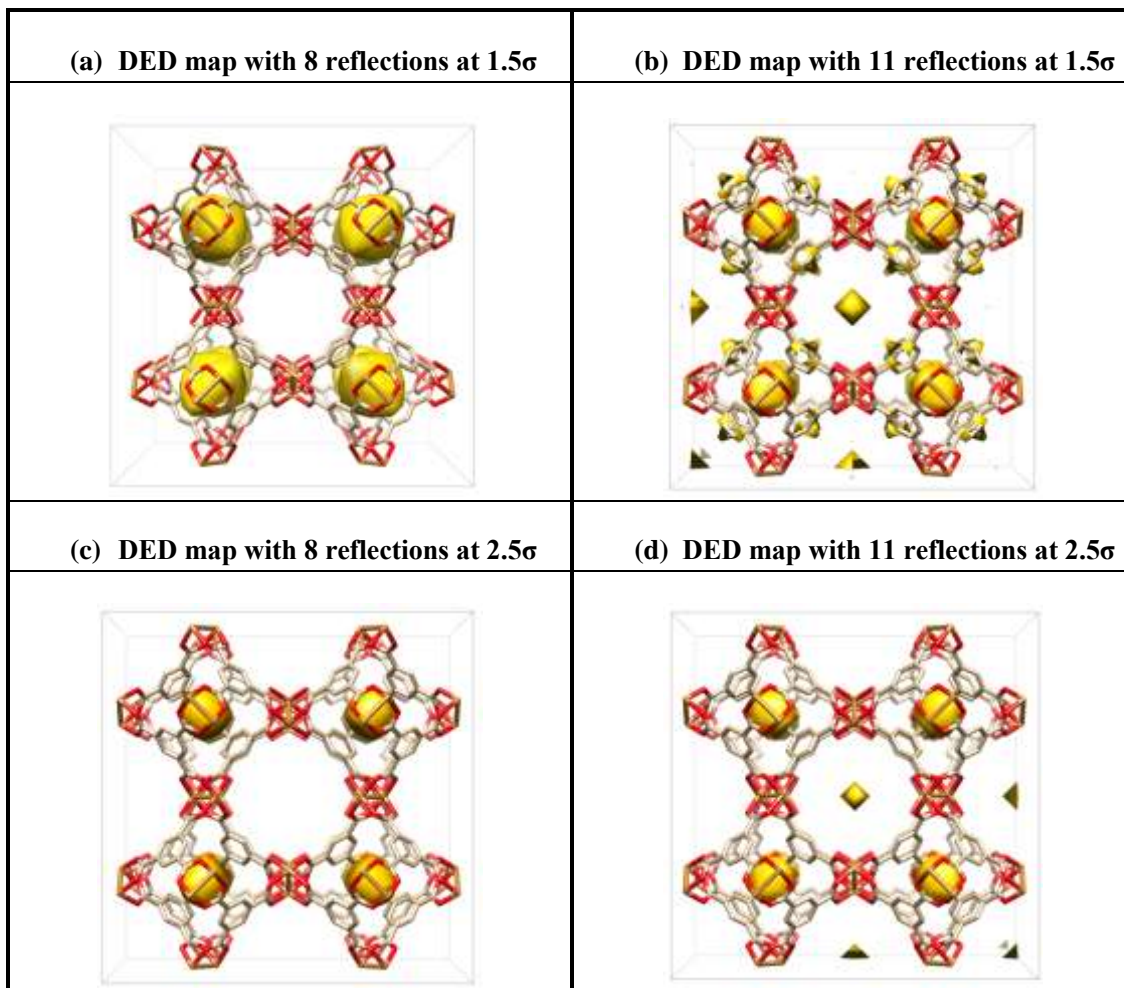 (a) DED map with 8 reflections at 1.5σ
(b) DED map with 11 reflections at 1.5σ
(c) DED map with 8 reflections at 2.5σ
(d) DED map with 11 reflections at 2.5σ